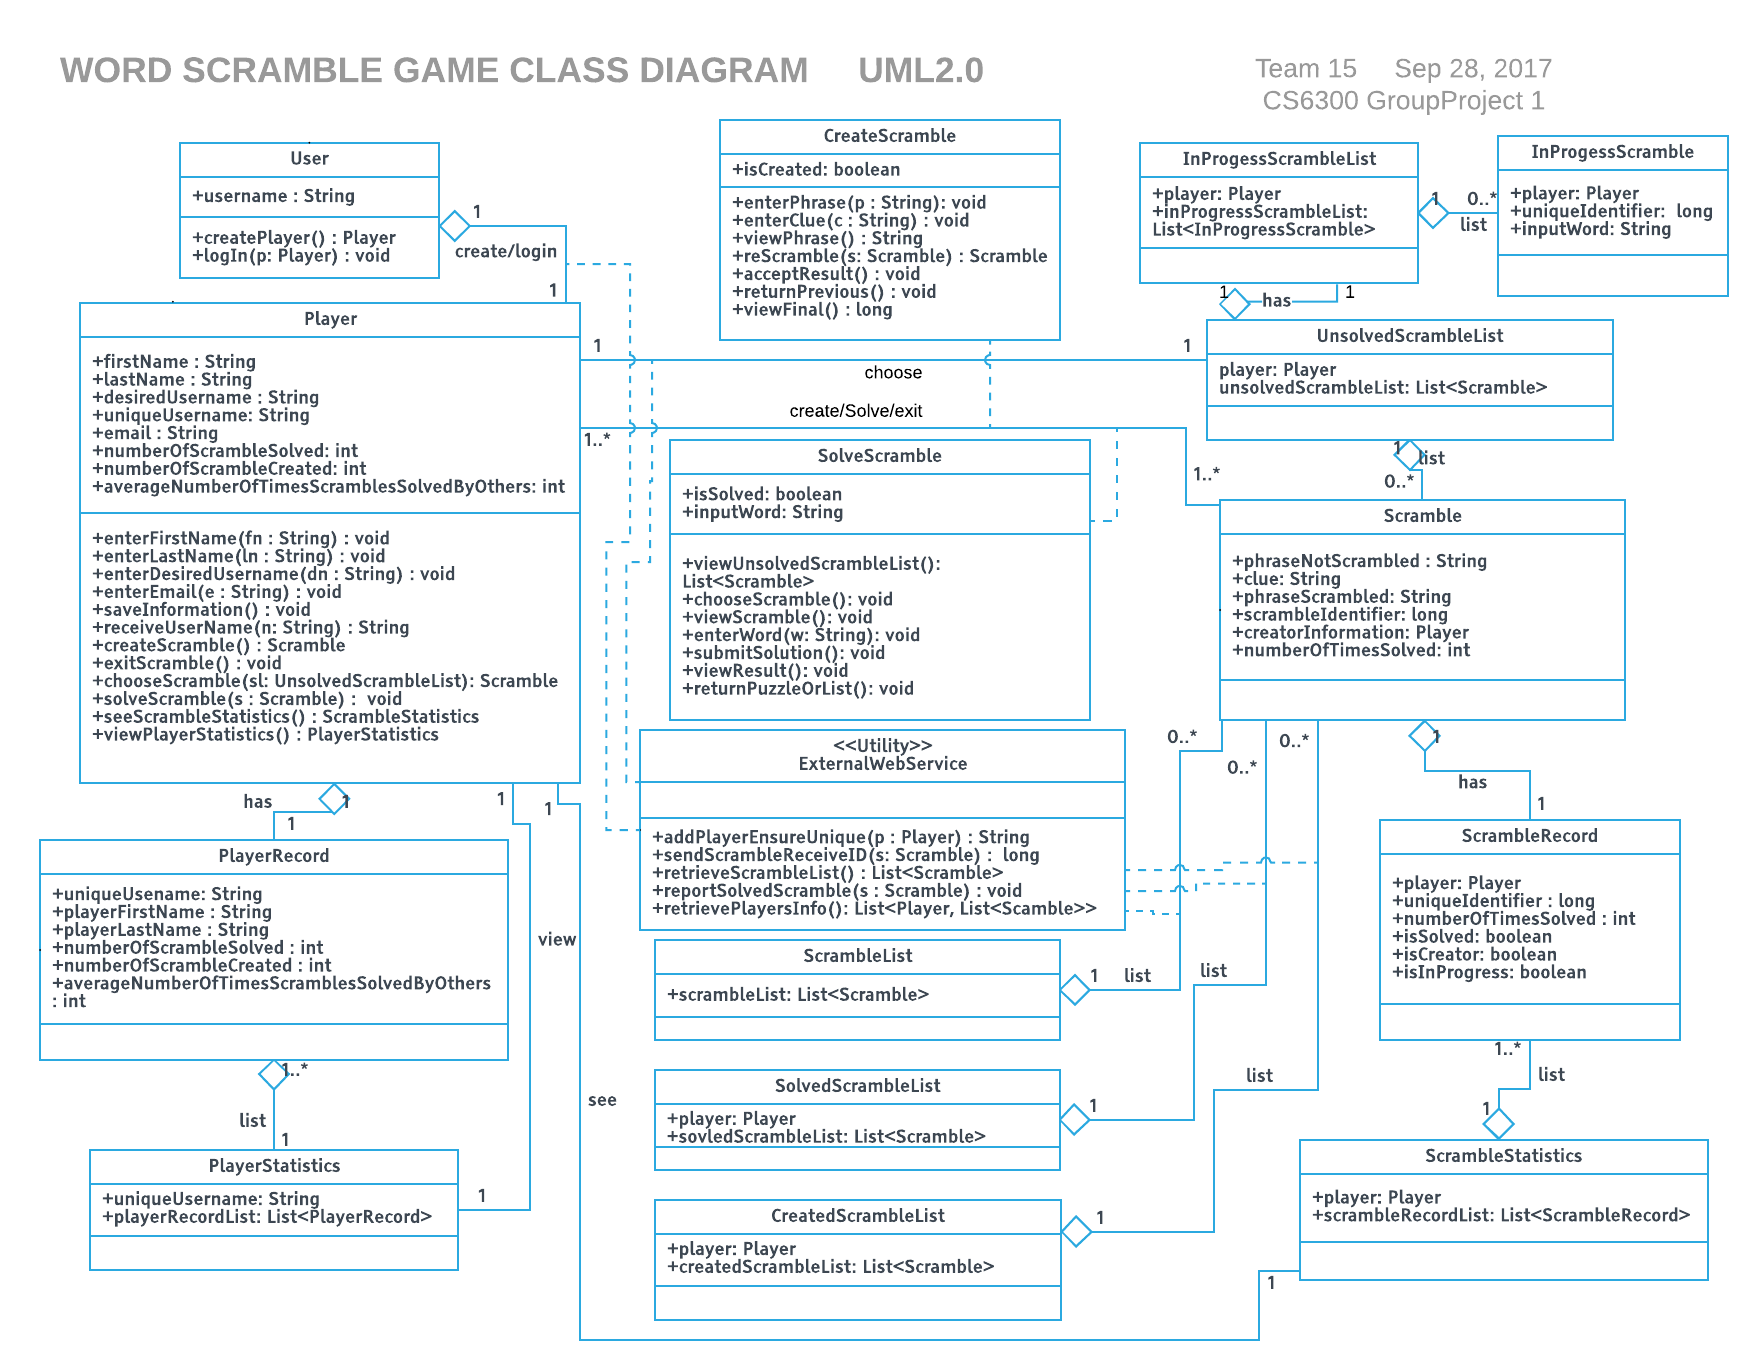 WORD SCRAMBLE GAME CLASS DIAGRAM UML2.0
Team 15 Sep 28, 2017
CS6300 GroupProject 1
User
+username : String
+createPlayer() : Player
+logIn(p: Player) : void
1
create/login
1
Player
+firstName : String
+lastName : String
+desiredUsername : String
+uniqueUsername: String
+email : String
+numberOfScrambleSolved: int
+numberOfScrambleCreated: int
+averageNumberOfTimesScramblesSolvedByOthers: int
+enterFirstName(fn : String) : void
+enterLastName(ln : String) : void
+enterDesiredUsername(dn : String) : void
+enterEmail(e : String) : void
+saveInformation() : void
+receiveUserName(n: String) : String
+createScramble() : Scramble
+exitScramble() : void
+chooseScramble(sl: UnsolvedScrambleList): Scramble
+solveScramble(s : Scramble) : void
+seeScrambleStatistics() : ScrambleStatistics
+viewPlayerStatistics() : PlayerStatistics
CreateScramble
+isCreated: boolean
+enterPhrase(p : String): void
+enterClue(c : String) : void
+viewPhrase() : String
+reScramble(s: Scramble) : Scramble
+acceptResult() : void
+returnPrevious() : void
+viewFinal() : long
InProgessScrambleList
+player: Player
+inProgressScrambleList:
List<InProgressScramble>
1
0..*
list
InProgessScramble
+player: Player
+uniqueIdentifier: long
+inputWord: String
1
has
1
UnsolvedScrambleList
player: Player
unsolvedScrambleList: List<Scramble>
1
1
choose
create/Solve/exit
1..*
1..*
1
list
0..*
SolveScramble
+isSolved: boolean
+inputWord: String
+viewUnsolvedScrambleList():
List<Scramble>
+chooseScramble(): void
+viewScramble(): void
+enterWord(w: String): void
+submitSolution(): void
+viewResult(): void
+returnPuzzleOrList(): void
Scramble
+phraseNotScrambled : String
+clue: String
+phraseScrambled: String
+scrambleIdentifier: long
+creatorInformation: Player
+numberOfTimesSolved: int
0..*
0..*
0..*
1
has
1
<<Utility>>
ExternalWebService
+addPlayerEnsureUnique(p : Player) : String
+sendScrambleReceiveID(s: Scramble) : long
+retrieveScrambleList() : List<Scramble>
+reportSolvedScramble(s : Scramble) : void
+retrievePlayersInfo(): List<Player, List<Scamble>>
has
1
1
1
1
PlayerRecord
+uniqueUsename: String
+playerFirstName : String
+playerLastName : String
+numberOfScrambleSolved : int
+numberOfScrambleCreated : int
+averageNumberOfTimesScramblesSolvedByOthers
: int
view
ScrambleRecord
+player: Player
+uniqueIdentifier : long
+numberOfTimesSolved : int
+isSolved: boolean
+isCreator: boolean
+isInProgress: boolean
ScrambleList
+scrambleList: List<Scramble>
1
list
list
1..*
list
1
1..*
list
1
see
SolvedScrambleList
+player: Player
+sovledScrambleList: List<Scramble>
1
list
PlayerStatistics
+uniqueUsername: String
+playerRecordList: List<PlayerRecord>
1
CreatedScrambleList
+player: Player
+createdScrambleList: List<Scramble>
1
ScrambleStatistics
+player: Player
+scrambleRecordList: List<ScrambleRecord>
1